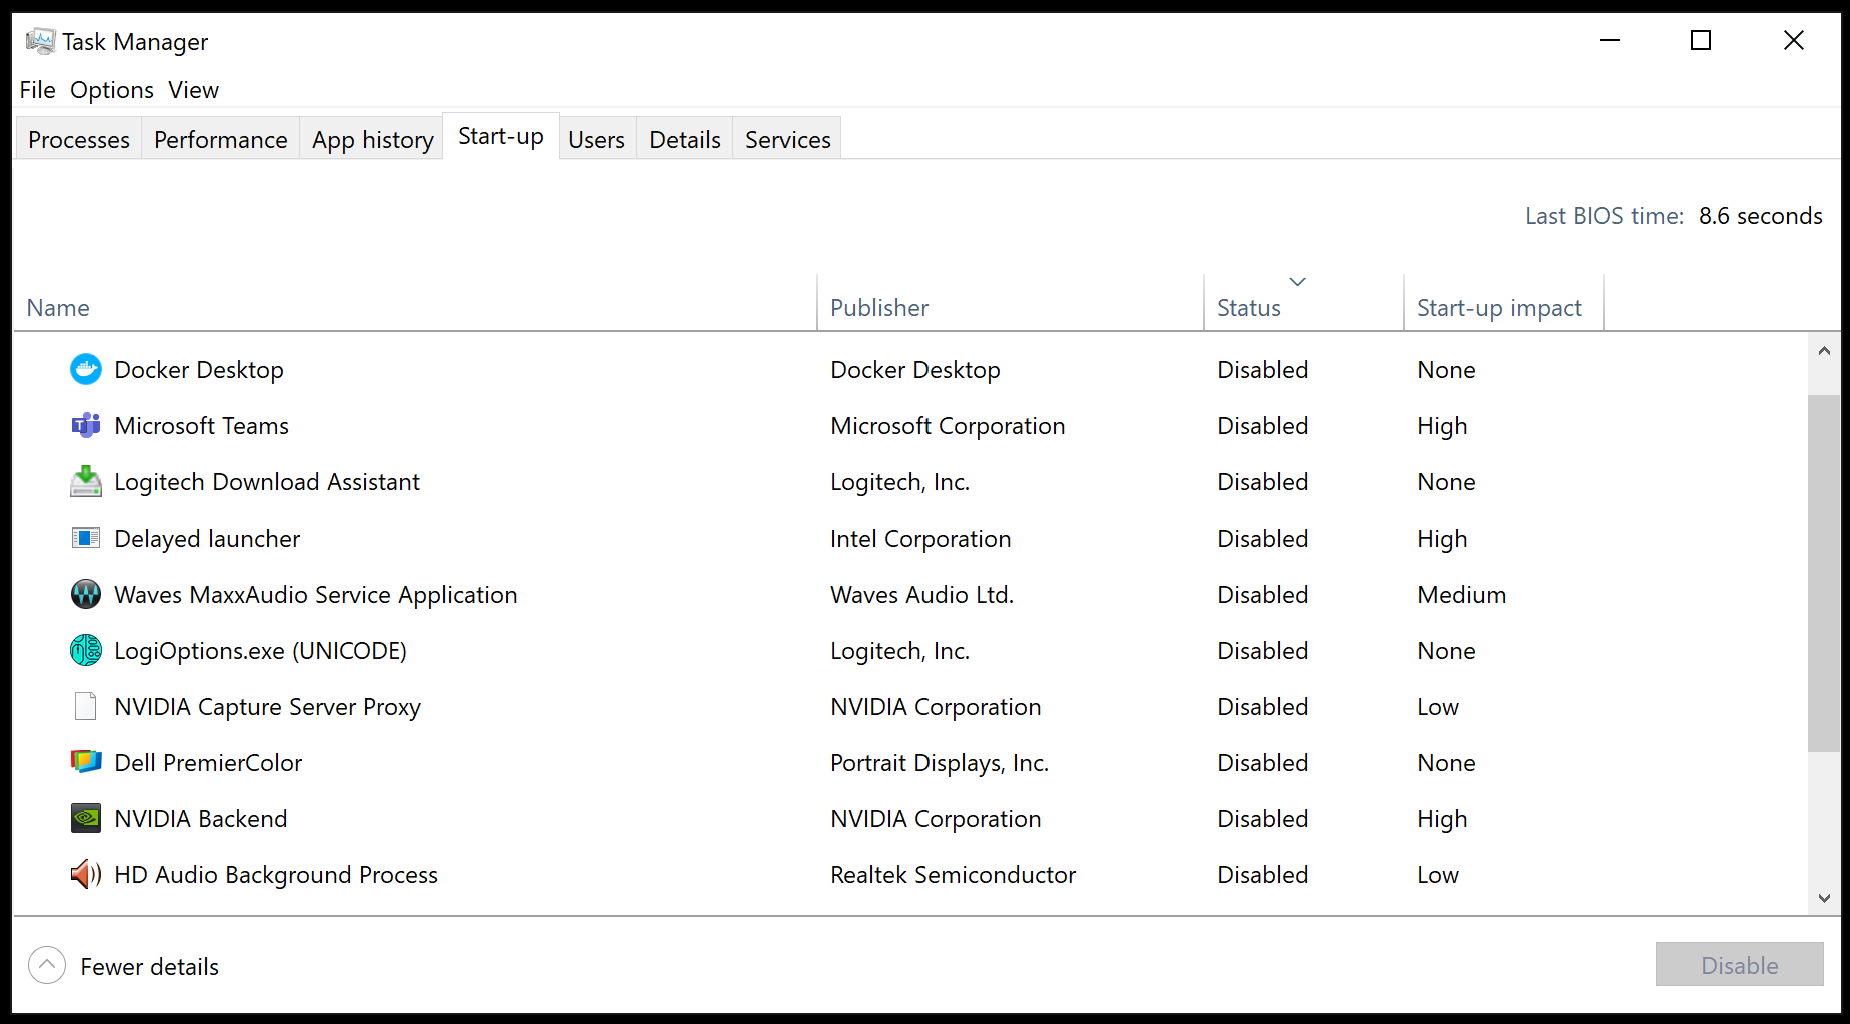 Task Manager
File Options View
Processes Performance App history Start-up Users Details Services
Last BIOS time: 8.6 seconds
Name Publisher Status Start-up impact
Docker Desktop Docker Desktop Disabled None
Microsoft Teams Microsoft Corporation Disabled High
Logitech Download Assistant Logitech, Inc. Disabled None
Delayed launcher Intel Corporation Disabled High
Waves MaxxAudio Service Application Waves Audio Ltd. Disabled Medium
LogiOptions.exe (UNICODE) Logitech, Inc. Disabled None
NVIDIA Capture Server Proxy NVIDIA Corporation Disabled Low
Dell PremierColor Portrait Displays, Inc. Disabled None
NVIDIA Backend NVIDIA Corporation Disabled High
HD Audio Background Process Realtek Semiconductor Disabled Low
Fewer details Disable